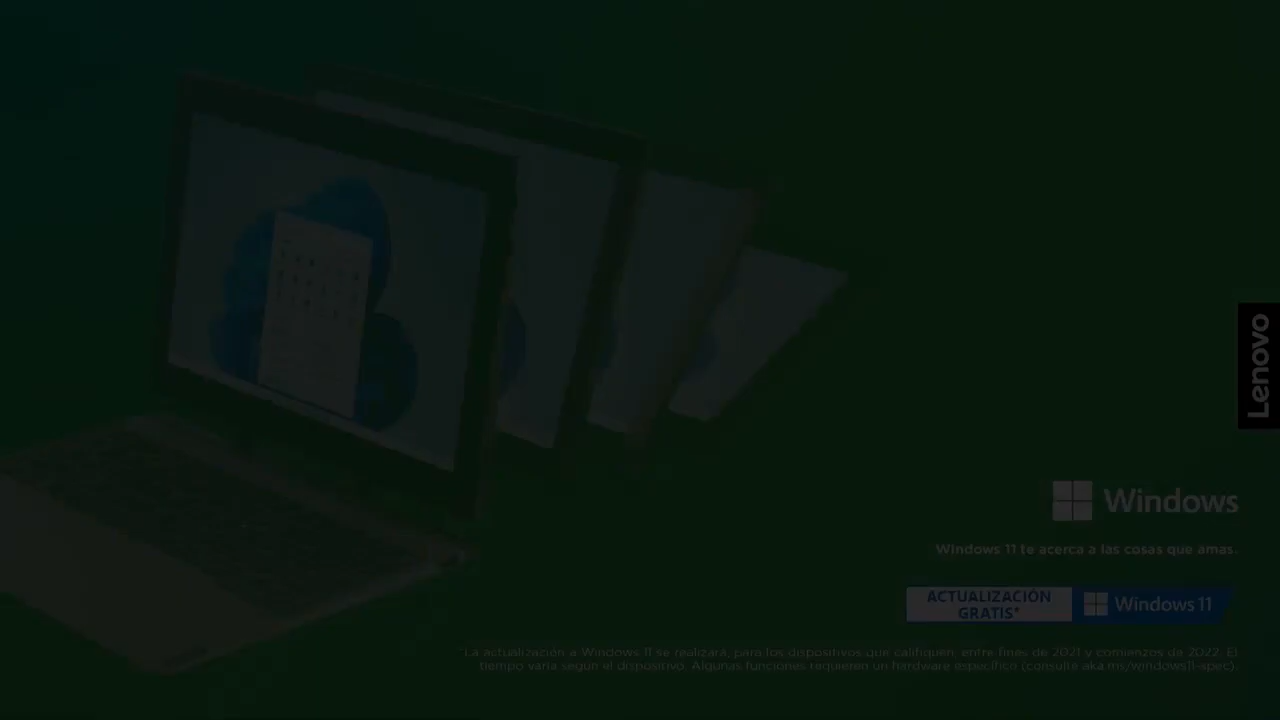 Lenovo
Windows
Windows 11 te acerca a las cosas que amas.
ACTUALIZACIÓN
GRATIS*
Windows 11
*La actualización a Windows 11 se realizará, para los dispositivos que califiquen, entre fines de 2021 y comienzos de 2022. El
tiempo varía según el dispositivo. Algunas funciones requieren un hardware específico (consulte aka.ms/windows11-spec).